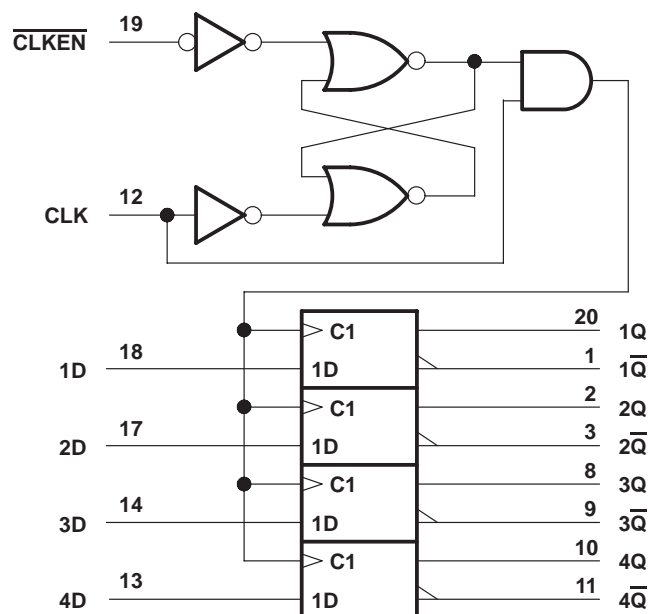 C̅L̅K̅E̅N̅ 19
CLK 12
C1 20 1Q
1D 18 1D 1 1Q̅
C1 2 2Q
2D 17 1D 3 2Q̅
C1 8 3Q
3D 14 1D 9 3Q̅
C1 10 4Q
4D 13 1D 11 4Q̅